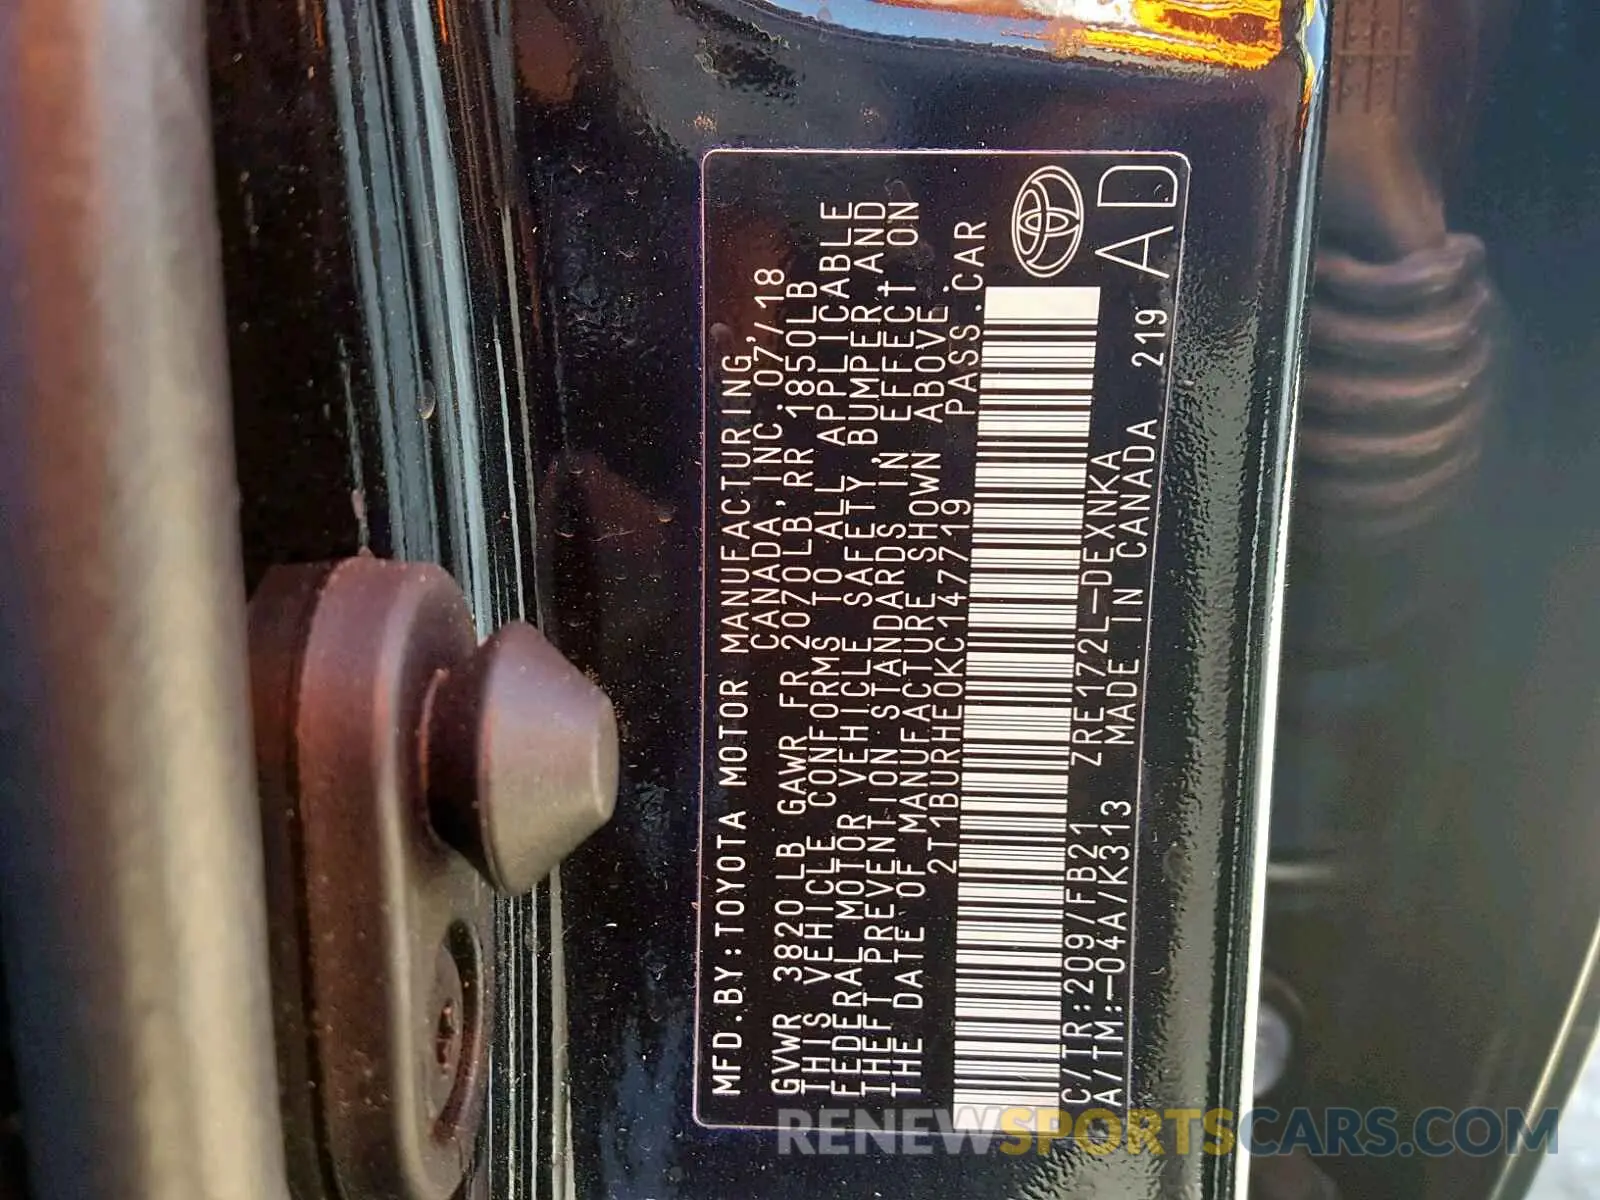 MFD.BY:TOYOTA MOTOR MANUFACTURING,
CANADA,INC. 07/18
GVWR 3820 LB GAWR FR 2070LB,RR 1850LB
THIS VEHICLE CONFORMS TO ALL APPLICABLE
FEDERAL MOTOR VEHICLE SAFETY, BUMPER, AND
THEFT PREVENTION STANDARDS IN EFFECT ON
THE DATE OF MANUFACTURE SHOWN ABOVE.
2T1BURHE0KC147719 PASS.CAR
C/TR:209/FB21 ZRE172L-DEXNKA
A/TM:-04A/K313 MADE IN CANADA 219
AD
RENEWSPORTSCARS.COM